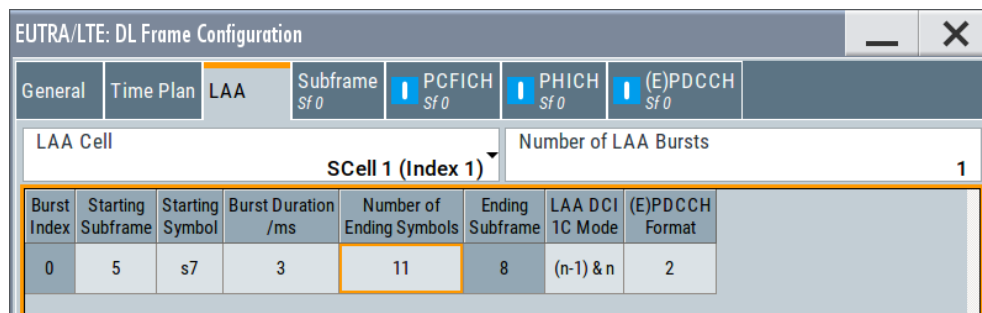 EUTRA/LTE: DL Frame Configuration
General Time Plan LAA Subframe PCFICH PHICH (E)PDCCH
Sf 0 Sf 0 Sf 0 Sf 0
LAA Cell Number of LAA Bursts
SCell 1 (Index 1) 1
Burst Starting Starting Burst Duration Number of Ending LAA DCI (E)PDCCH
Index Subframe Symbol /ms Ending Symbols Subframe 1C Mode Format
0 5 s7 3 11 8 (n-1) & n 2